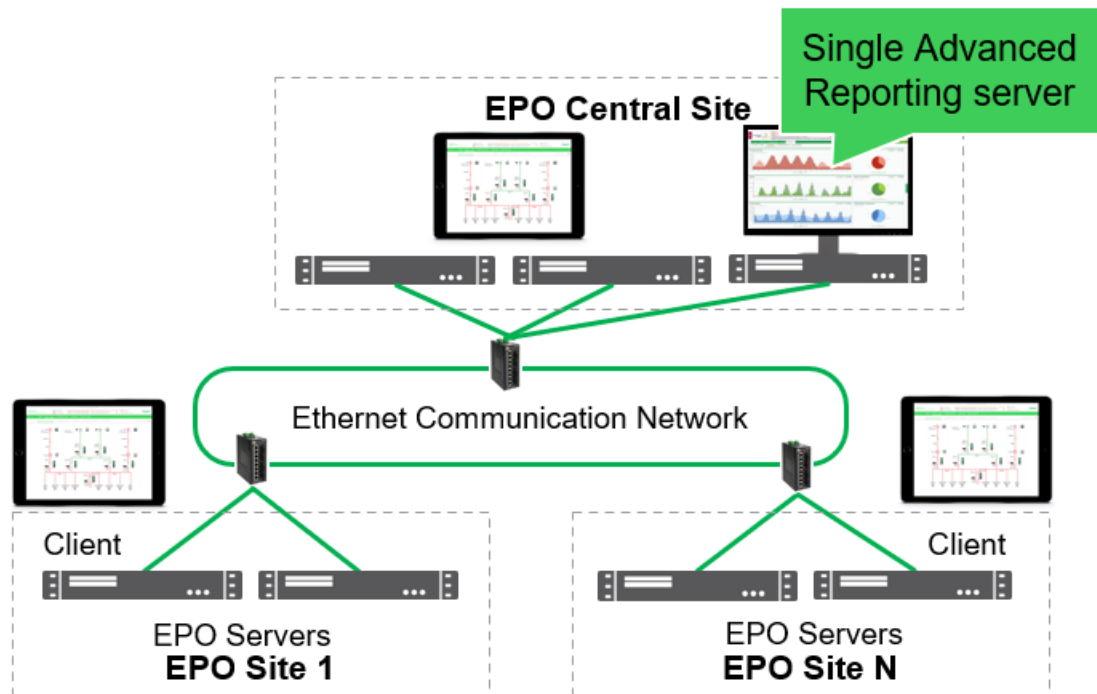 Single Advanced
Reporting server
EPO Central Site
Ethernet Communication Network
Client
EPO Servers
EPO Site 1
Client
EPO Servers
EPO Site N